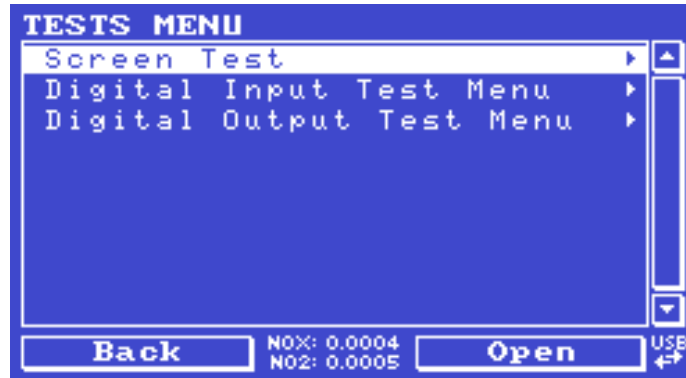 TESTS MENU
Screen Test
Digital Input Test Menu
Digital Output Test Menu
Back
NOX: 0.0004
NO2: 0.0005
Open
USB